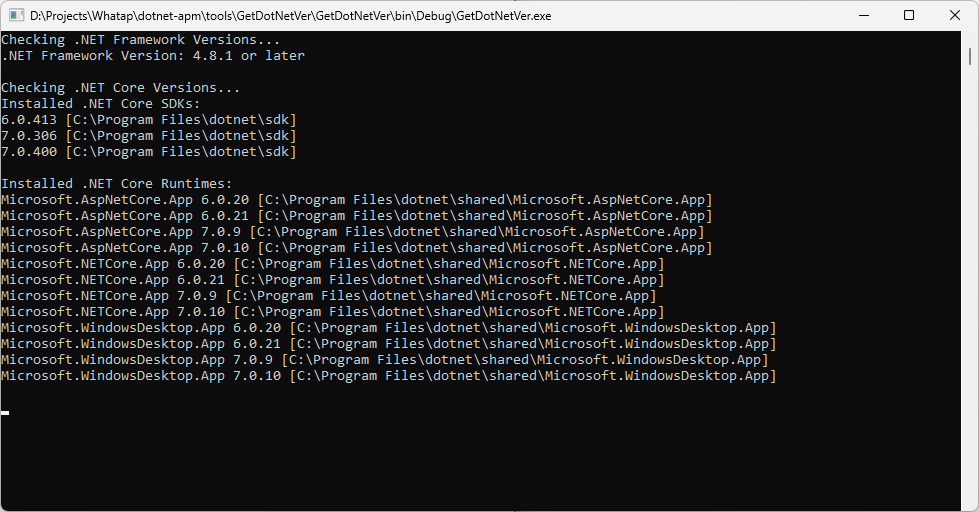 D:\Projects\Whatap\dotnet-apm\tools\GetDotNetVer\GetDotNetVer\bin\Debug\GetDotNetVer.exe
Checking .NET Framework Versions...
.NET Framework Version: 4.8.1 or later
Checking .NET Core Versions...
Installed .NET Core SDKs:
6.0.413 [C:\Program Files\dotnet\sdk]
7.0.306 [C:\Program Files\dotnet\sdk]
7.0.400 [C:\Program Files\dotnet\sdk]
Installed .NET Core Runtimes:
Microsoft.AspNetCore.App 6.0.20 [C:\Program Files\dotnet\shared\Microsoft.AspNetCore.App]
Microsoft.AspNetCore.App 6.0.21 [C:\Program Files\dotnet\shared\Microsoft.AspNetCore.App]
Microsoft.AspNetCore.App 7.0.9 [C:\Program Files\dotnet\shared\Microsoft.AspNetCore.App]
Microsoft.AspNetCore.App 7.0.10 [C:\Program Files\dotnet\shared\Microsoft.AspNetCore.App]
Microsoft.NETCore.App 6.0.20 [C:\Program Files\dotnet\shared\Microsoft.NETCore.App]
Microsoft.NETCore.App 6.0.21 [C:\Program Files\dotnet\shared\Microsoft.NETCore.App]
Microsoft.NETCore.App 7.0.9 [C:\Program Files\dotnet\shared\Microsoft.NETCore.App]
Microsoft.NETCore.App 7.0.10 [C:\Program Files\dotnet\shared\Microsoft.NETCore.App]
Microsoft.WindowsDesktop.App 6.0.20 [C:\Program Files\dotnet\shared\Microsoft.WindowsDesktop.App]
Microsoft.WindowsDesktop.App 6.0.21 [C:\Program Files\dotnet\shared\Microsoft.WindowsDesktop.App]
Microsoft.WindowsDesktop.App 7.0.9 [C:\Program Files\dotnet\shared\Microsoft.WindowsDesktop.App]
Microsoft.WindowsDesktop.App 7.0.10 [C:\Program Files\dotnet\shared\Microsoft.WindowsDesktop.App]